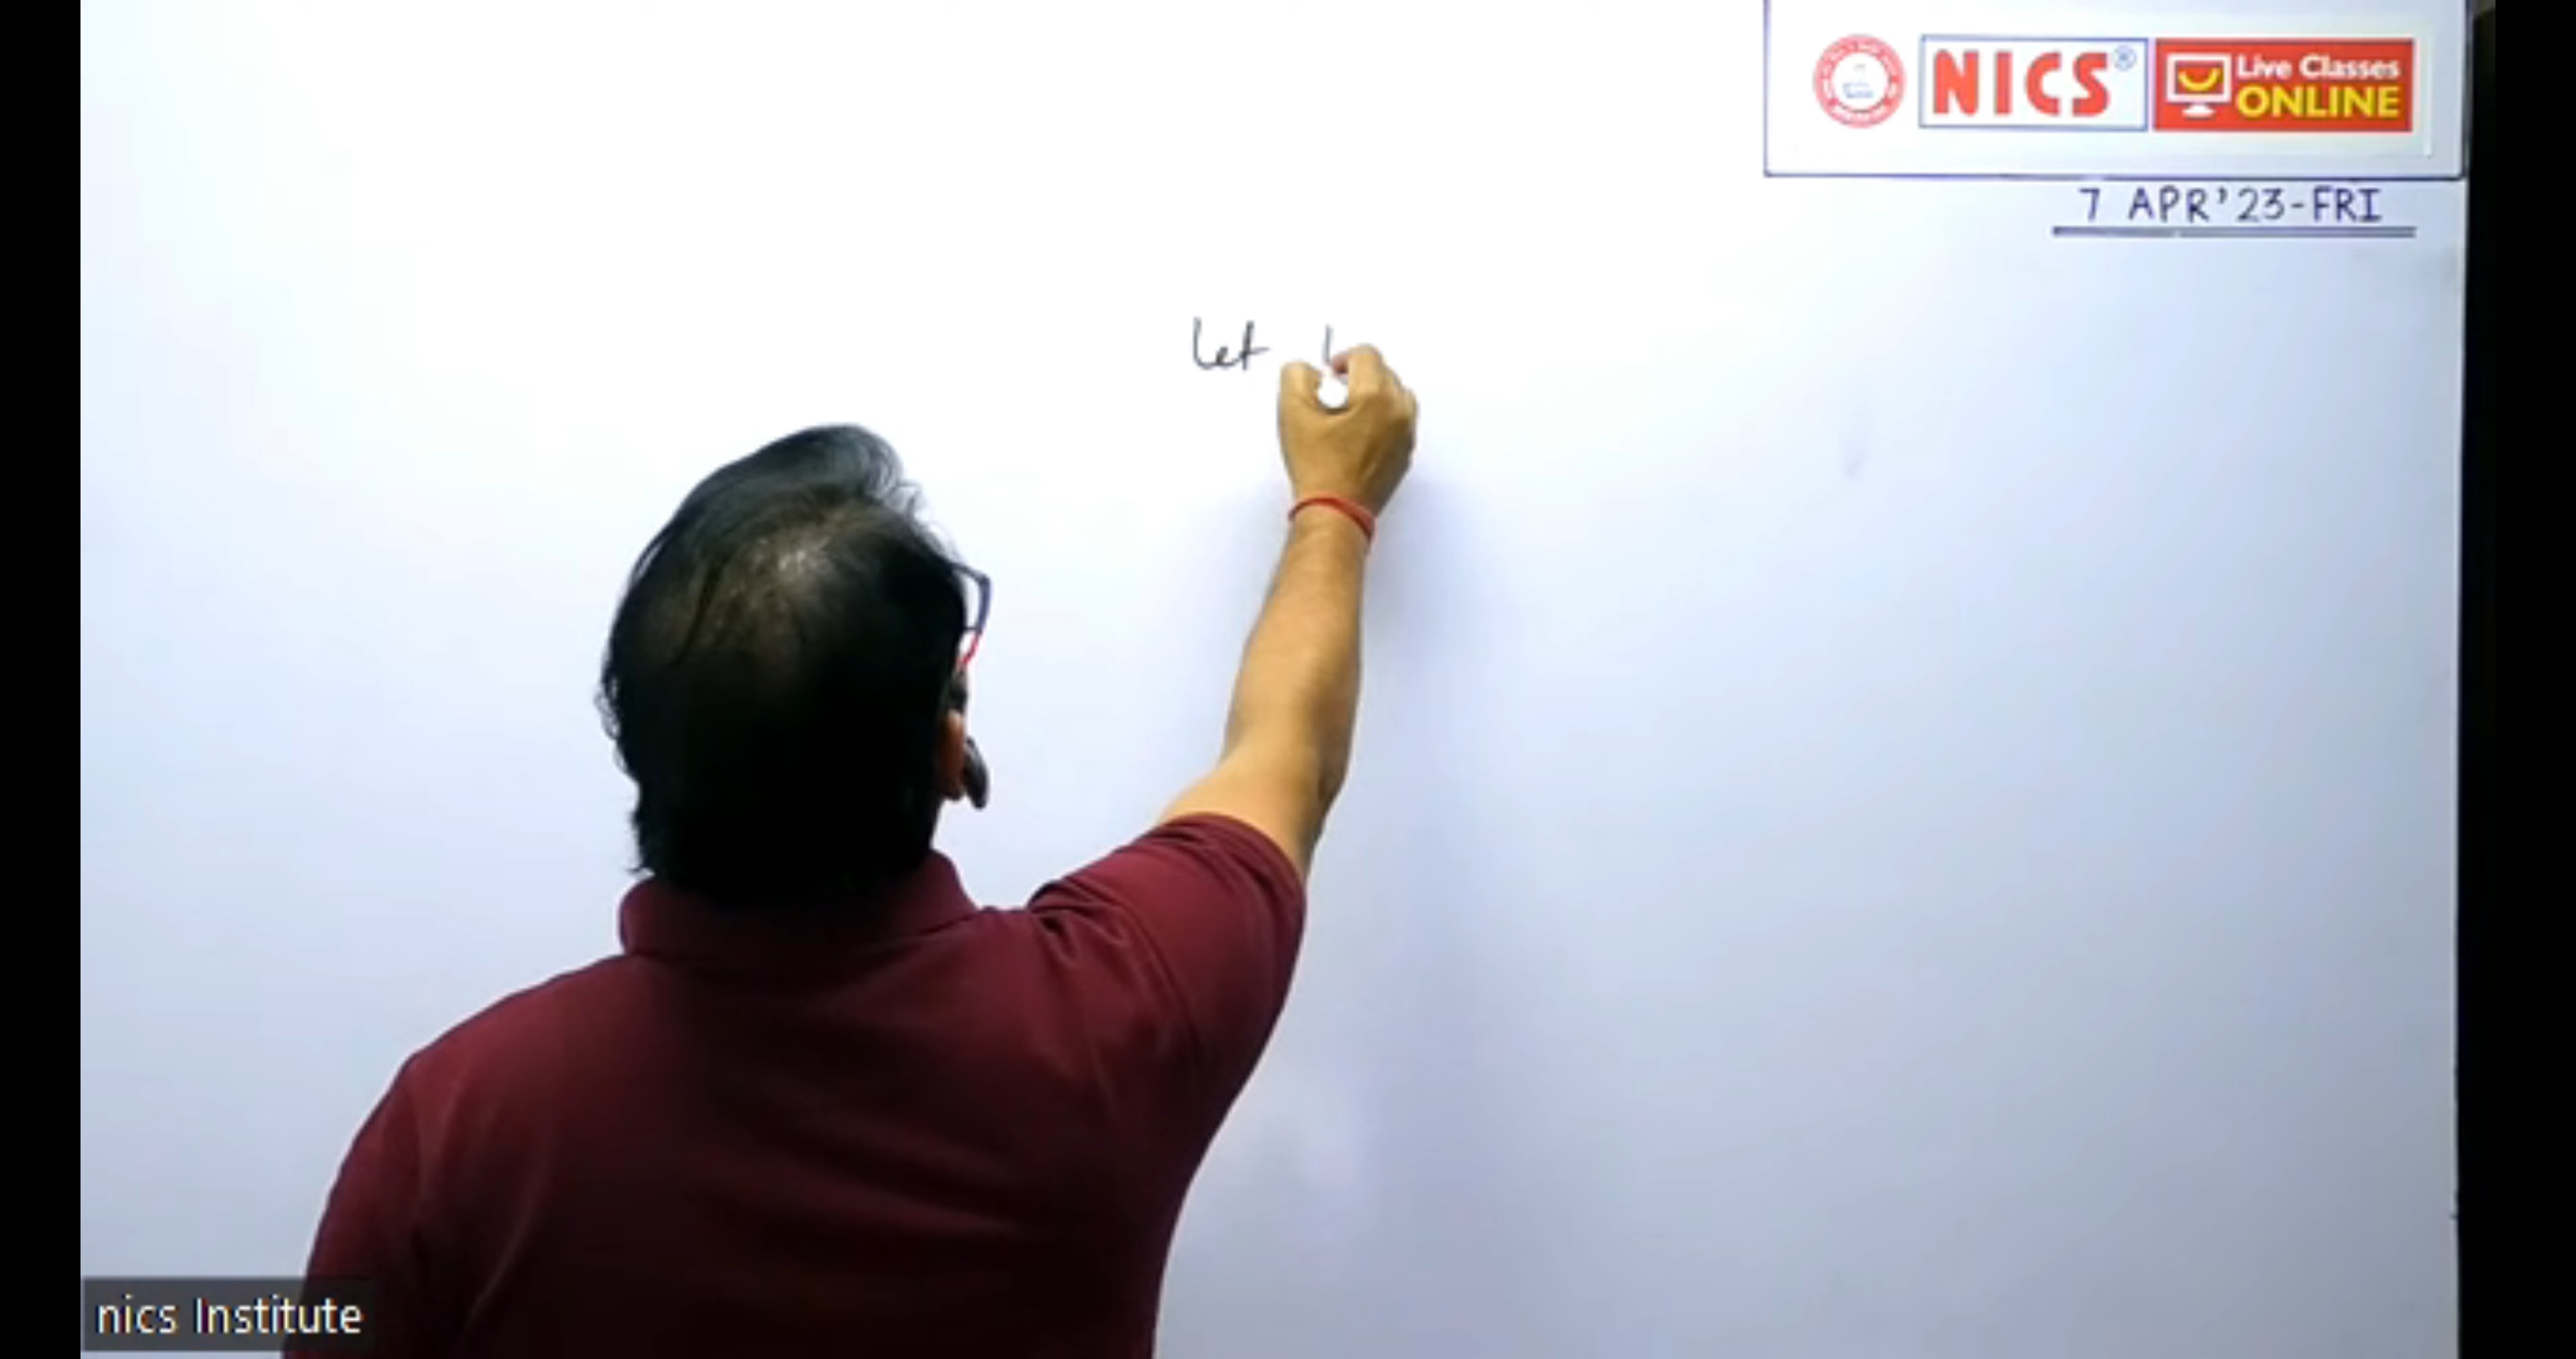 NICS®
Live Classes
ONLINE
7 APR'23-FRI
Let
nics Institute